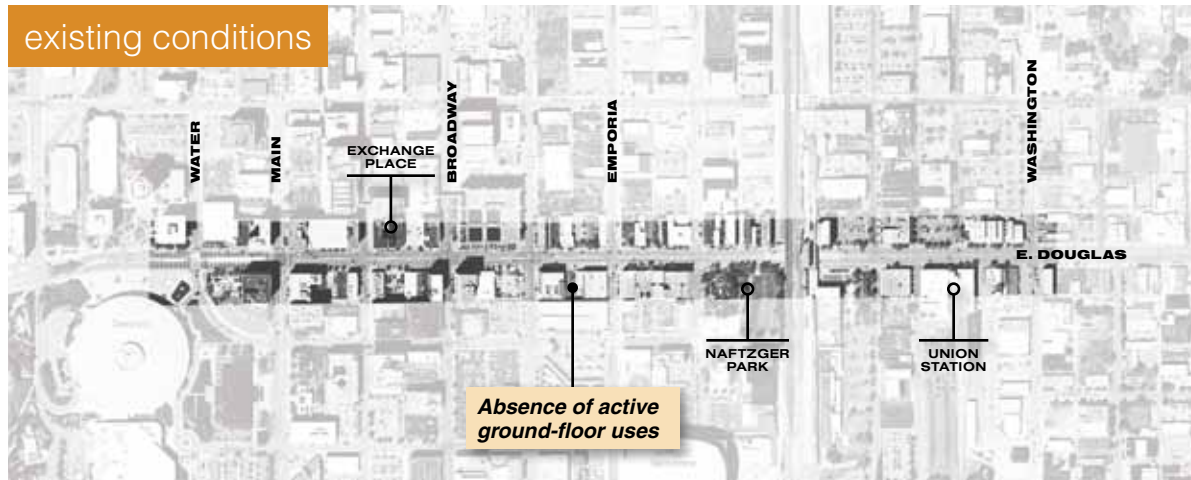 existing conditions
WATER
MAIN
EXCHANGE
PLACE
BROADWAY
EMPORIA
WASHINGTON
E. DOUGLAS
NAFTZGER
PARK
UNION
STATION
Absence of active
ground-floor uses